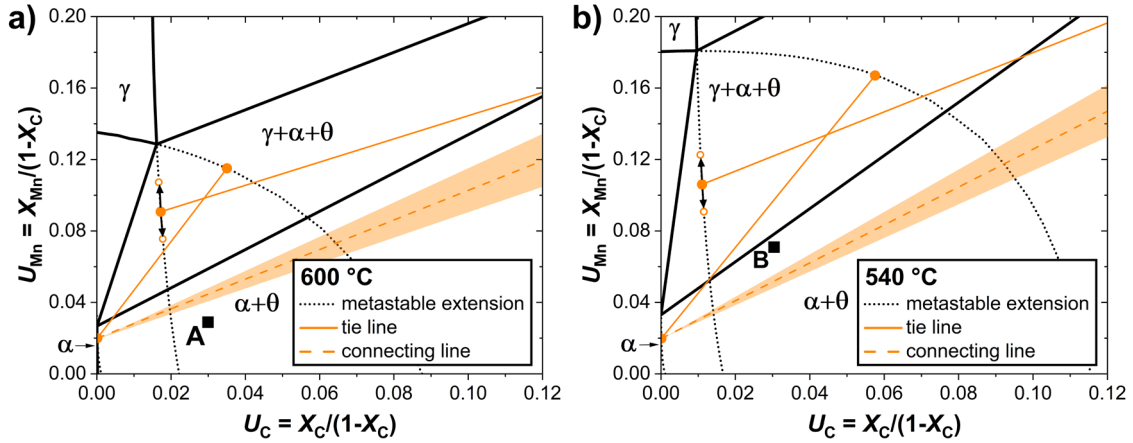 a)
0.20
0.16
0.12
0.08
0.04
0.00
U_Mn = X_Mn/(1-X_C)
γ
γ+α+θ
α+θ
A
α
600 °C
metastable extension
tie line
connecting line
0.00 0.02 0.04 0.06 0.08 0.10 0.12
U_C = X_C/(1-X_C)
b)
0.20
0.16
0.12
0.08
0.04
0.00
U_Mn = X_Mn/(1-X_C)
γ
γ+α+θ
B
α+θ
α
540 °C
metastable extension
tie line
connecting line
0.00 0.02 0.04 0.06 0.08 0.10 0.12
U_C = X_C/(1-X_C)